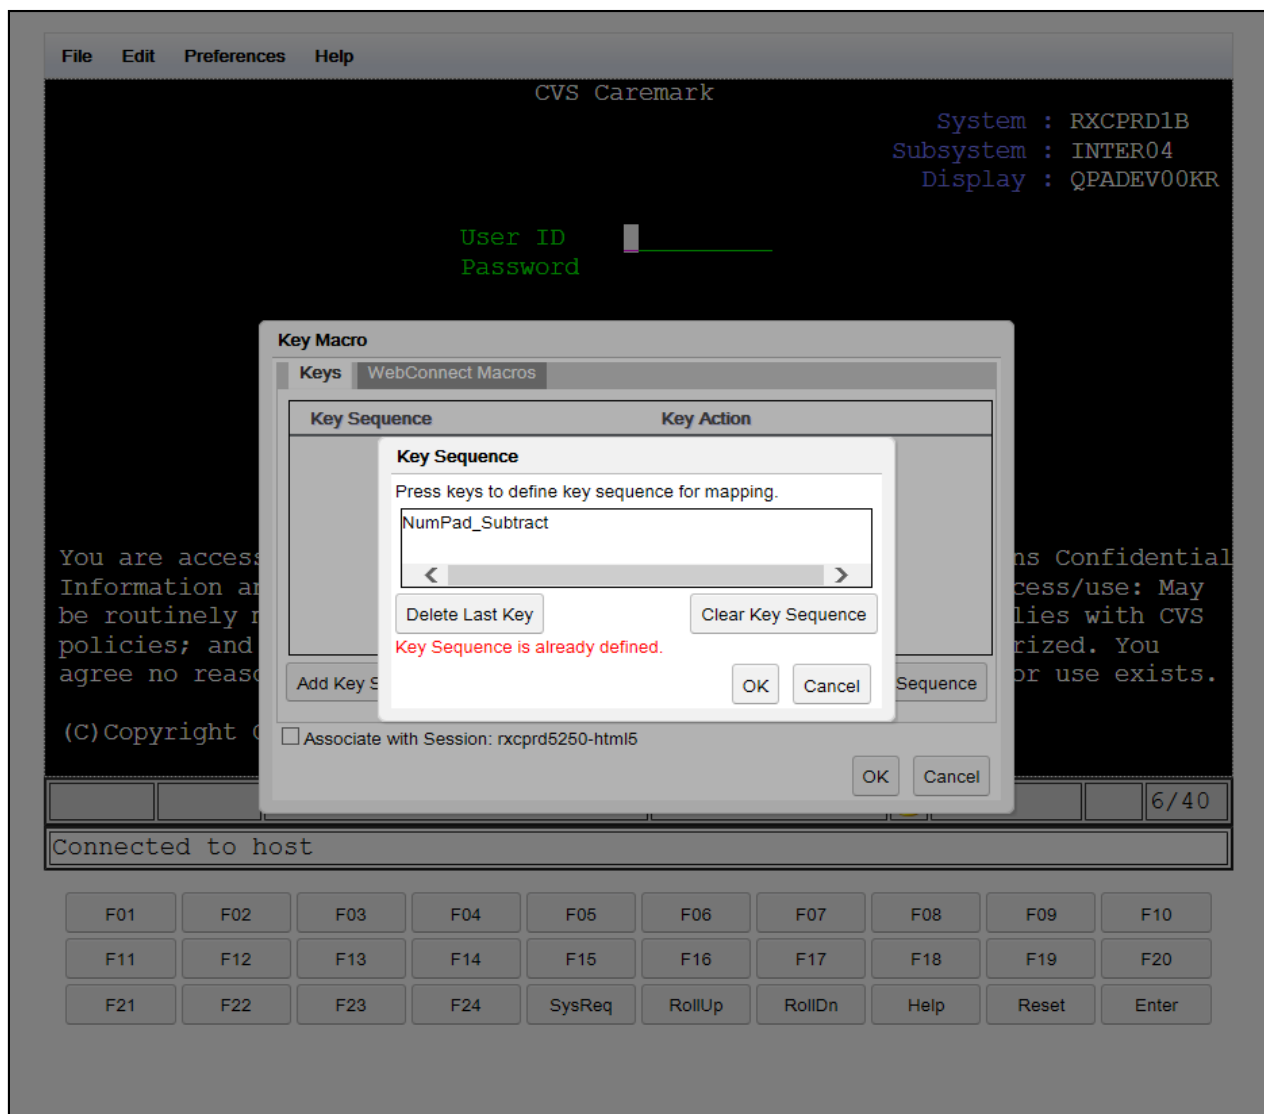 File Edit Preferences Help
CVS Caremark
System : RXCPRD1B
Subsystem : INTER04
Display : QPADEV00KR
User ID
Password
Key Macro
Keys WebConnect Macros
Key Sequence Key Action
Key Sequence
Press keys to define key sequence for mapping.
NumPad_Subtract
Delete Last Key Clear Key Sequence
Key Sequence is already defined.
OK Cancel
You are ns Confidential
Information cess/use: May
be routinely lies with CVS
policies; and rized. You
agree no or use exists.
Add Key Sequence
(C)Copyright
Associate with Session: rxcprd5250-html5
OK Cancel
6/40
Connected to host
F01 F02 F03 F04 F05 F06 F07 F08 F09 F10
F11 F12 F13 F14 F15 F16 F17 F18 F19 F20
F21 F22 F23 F24 SysReq RollUp RollDn Help Reset Enter